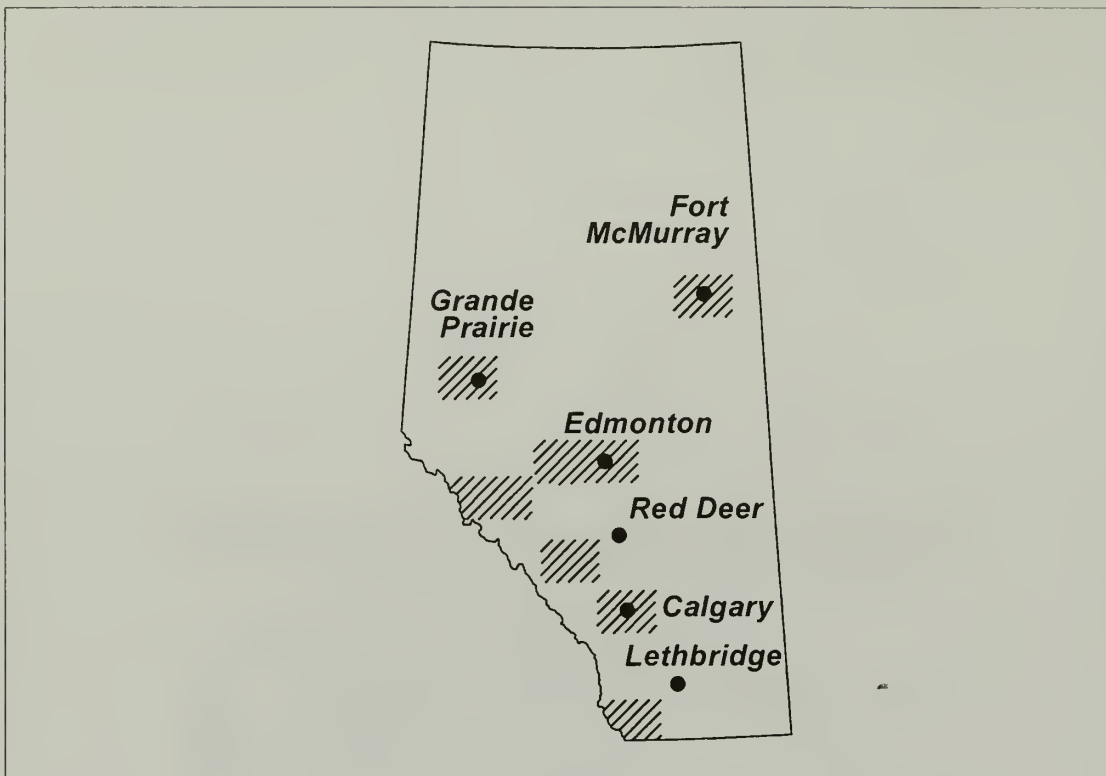 Fort
McMurray
Grande
Prairie
Edmonton
Red Deer
Calgary
Lethbridge